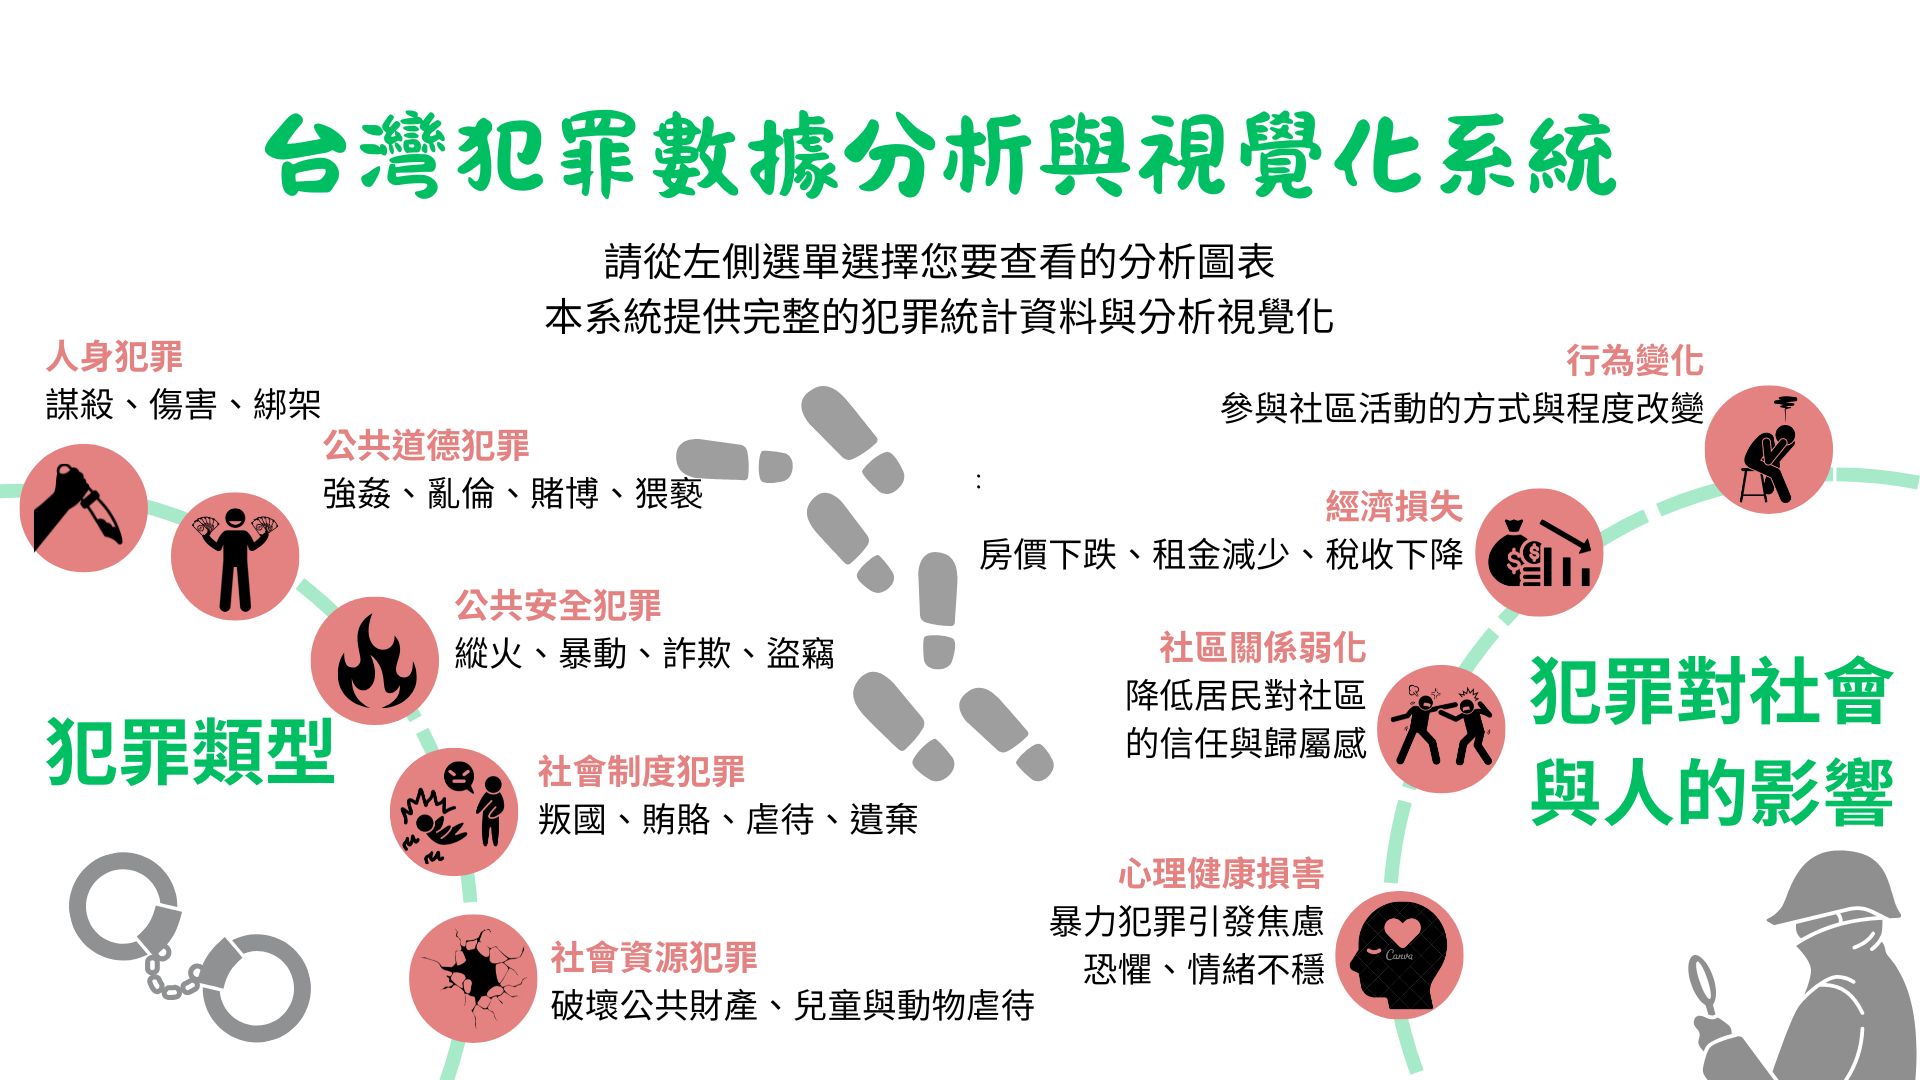 台灣犯罪數據分析與視覺化系統
請從左側選單選擇您要查看的分析圖表
本系統提供完整的犯罪統計資料與分析視覺化
人身犯罪
謀殺、傷害、綁架
公共道德犯罪
強姦、亂倫、賭博、猥褻
公共安全犯罪
縱火、暴動、詐欺、盜竊
犯罪類型
社會制度犯罪
叛國、賄賂、虐待、遺棄
社會資源犯罪
破壞公共財產、兒童與動物虐待
:
行為變化
參與社區活動的方式與程度改變
經濟損失
房價下跌、租金減少、稅收下降
社區關係弱化
降低居民對社區
的信任與歸屬感
犯罪對社會
與人的影響
心理健康損害
暴力犯罪引發焦慮
恐懼、情緒不穩
Canva